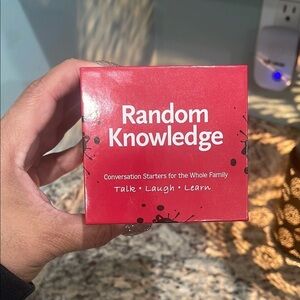 Random
Knowledge
Conversation Starters for the Whole Family
Talk • Laugh • Learn